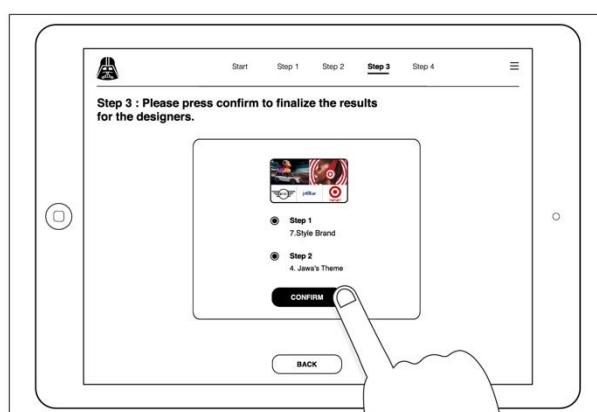 Start
Step 1
Step 2
Step 3
Step 4
Step 3 : Please press confirm to finalize the results
for the designers.
Step 1
7.Style Brand
Step 2
4. Jawa's Theme
CONFIRM
BACK